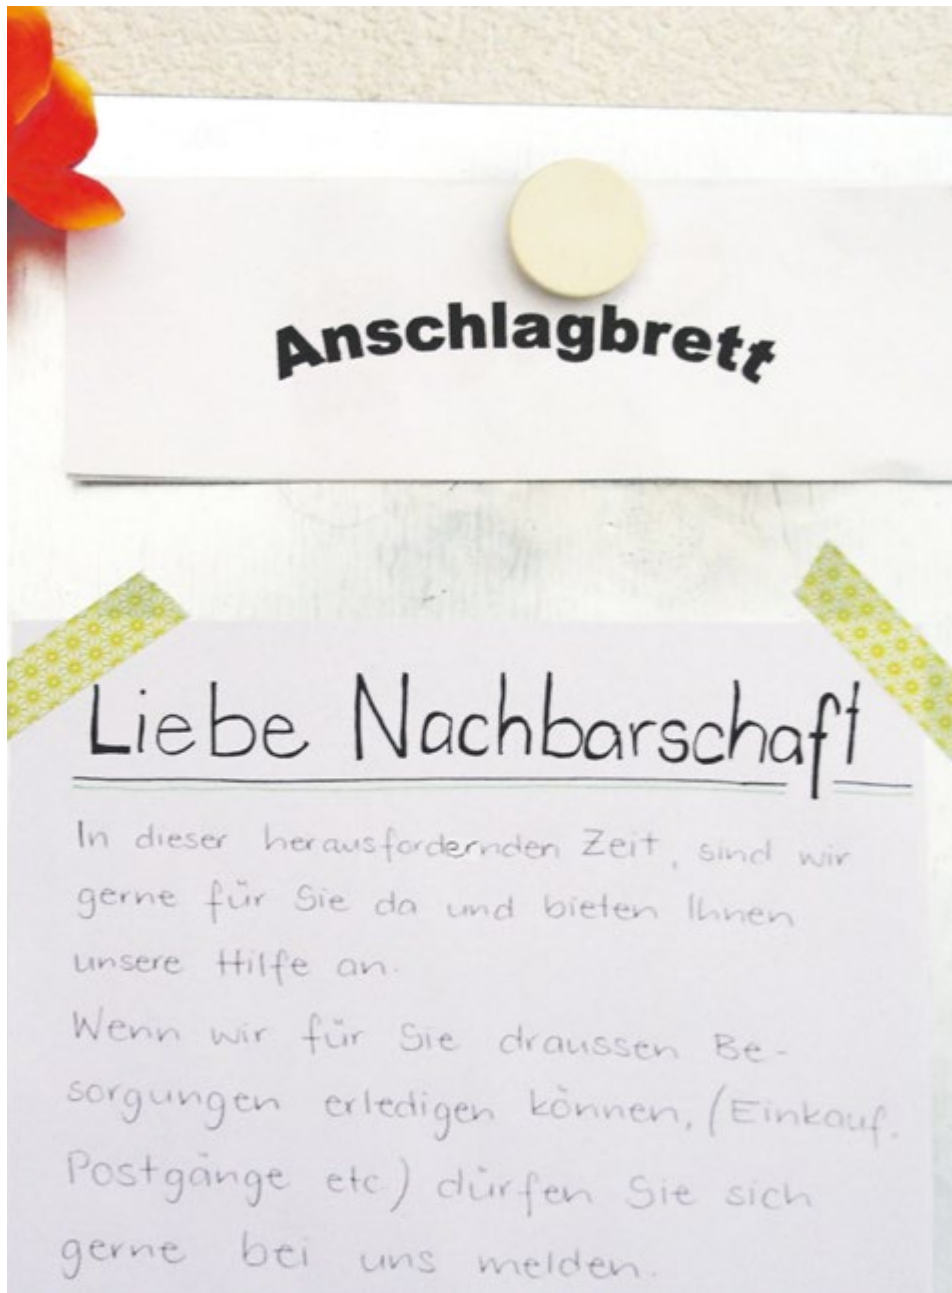 Anschlagbrett
Liebe Nachbarschaft
In dieser herausfordernden Zeit, sind wir
gerne für Sie da und bieten Ihnen
unsere Hilfe an.
Wenn wir für Sie draussen Be-
sorgungen erledigen können, (Einkauf,
Postgänge etc.) dürfen Sie sich
gerne bei uns melden.